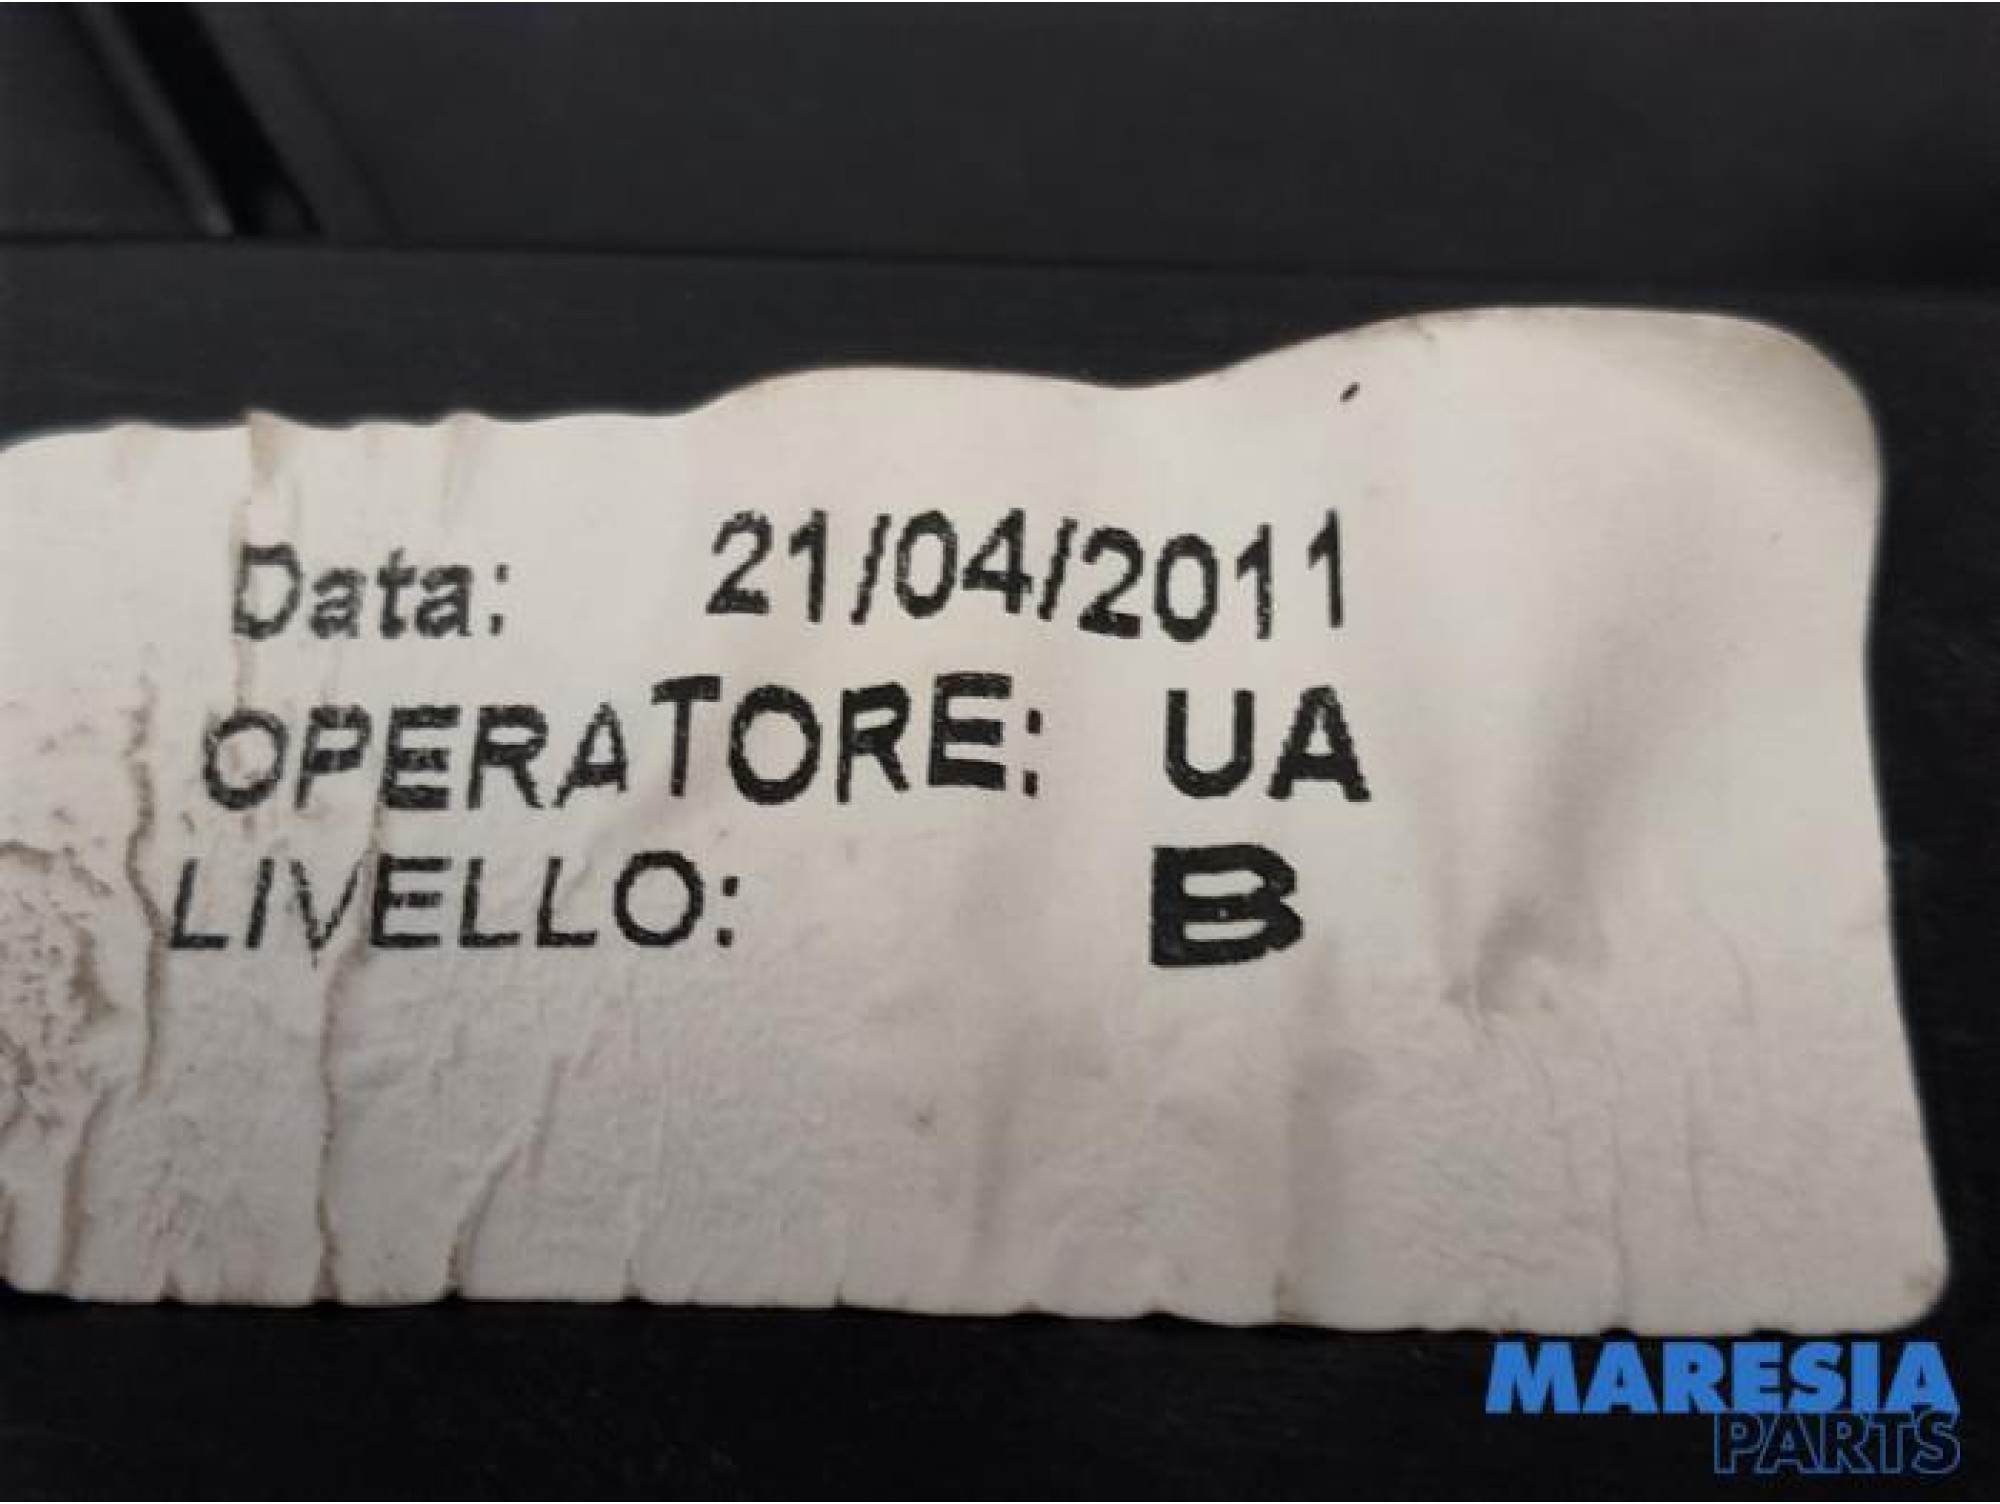 Data: 21/04/2011
OPERATORE: UA
LIVELLO: B
MARESIA
PARTS